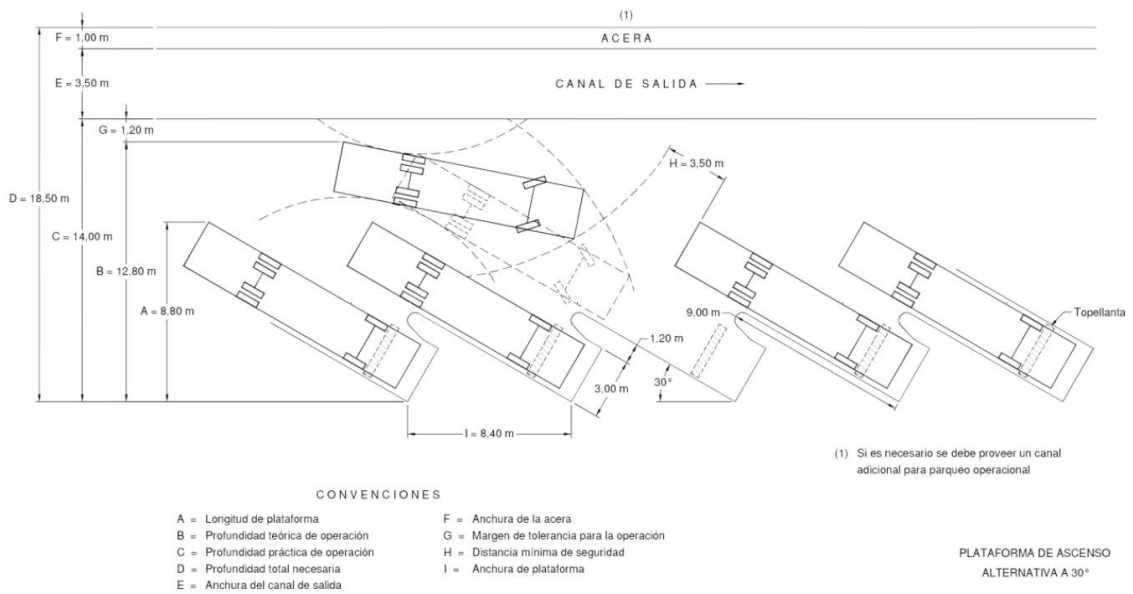 (1)
F = 1,00 m
ACERA
E = 3,50 m
CANAL DE SALIDA
G = 1,20 m
H = 3,50 m
D = 18,50 m
C = 14,00 m
B = 12,80 m
A = 8,80 m
9,00 m
Topellanta
1.20 m
30°
3,00 m
I = 8,40 m
(1) Si es necesario se debe proveer un canal
adicional para parqueo operacional
CONVENCIONES
A = Longitud de plataforma
B = Profundidad teórica de operación
C = Profundidad práctica de operación
D = Profundidad total necesaria
E = Anchura del canal de salida
F = Anchura de la acera
G = Margen de tolerancia para la operación
H = Distancia mínima de seguridad
I = Anchura de plataforma
PLATAFORMA DE ASCENSO
ALTERNATIVA A 30°